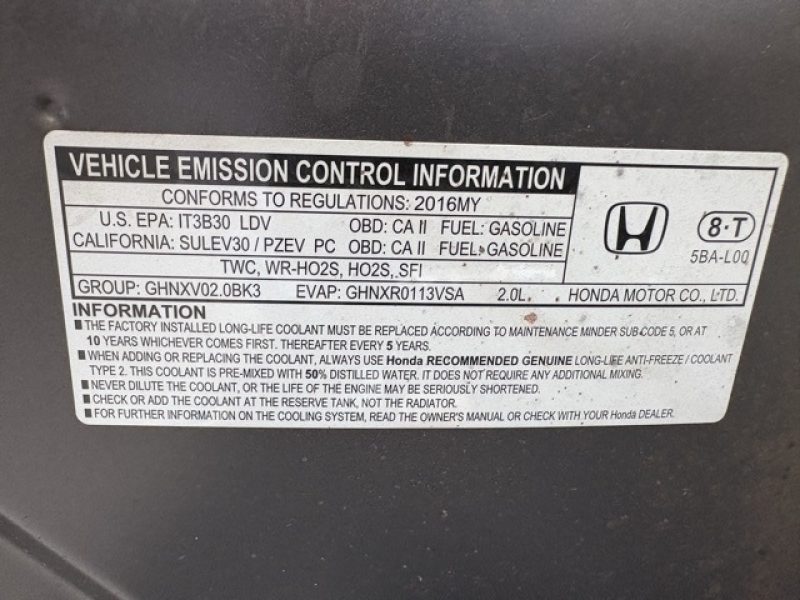 VEHICLE EMISSION CONTROL INFORMATION
CONFORMS TO REGULATIONS: 2016MY
U.S. EPA: IT3B30 LDV OBD: CA II FUEL: GASOLINE
CALIFORNIA: SULEV30 / PZEV PC OBD: CA II FUEL: GASOLINE
TWC, WR-HO2S, HO2S, SFI
8·T
5BA-L00
GROUP: GHNXV02.0BK3 EVAP: GHNXR0113VSA 2.0L HONDA MOTOR CO., LTD.
INFORMATION
■ THE FACTORY INSTALLED LONG-LIFE COOLANT MUST BE REPLACED ACCORDING TO MAINTENANCE MINDER SUB-CODE 5, OR AT
10 YEARS WHICHEVER COMES FIRST. THEREAFTER EVERY 5 YEARS.
■ WHEN ADDING OR REPLACING THE COOLANT, ALWAYS USE Honda RECOMMENDED GENUINE LONG-LIFE ANTI-FREEZE / COOLANT
TYPE 2. THIS COOLANT IS PRE-MIXED WITH 50% DISTILLED WATER. IT DOES NOT REQUIRE ANY ADDITIONAL MIXING.
■ NEVER DILUTE THE COOLANT, OR THE LIFE OF THE ENGINE MAY BE SERIOUSLY SHORTENED.
■ CHECK OR ADD THE COOLANT AT THE RESERVE TANK, NOT THE RADIATOR.
■ FOR FURTHER INFORMATION ON THE COOLING SYSTEM, READ THE OWNER'S MANUAL OR CHECK WITH YOUR Honda DEALER.